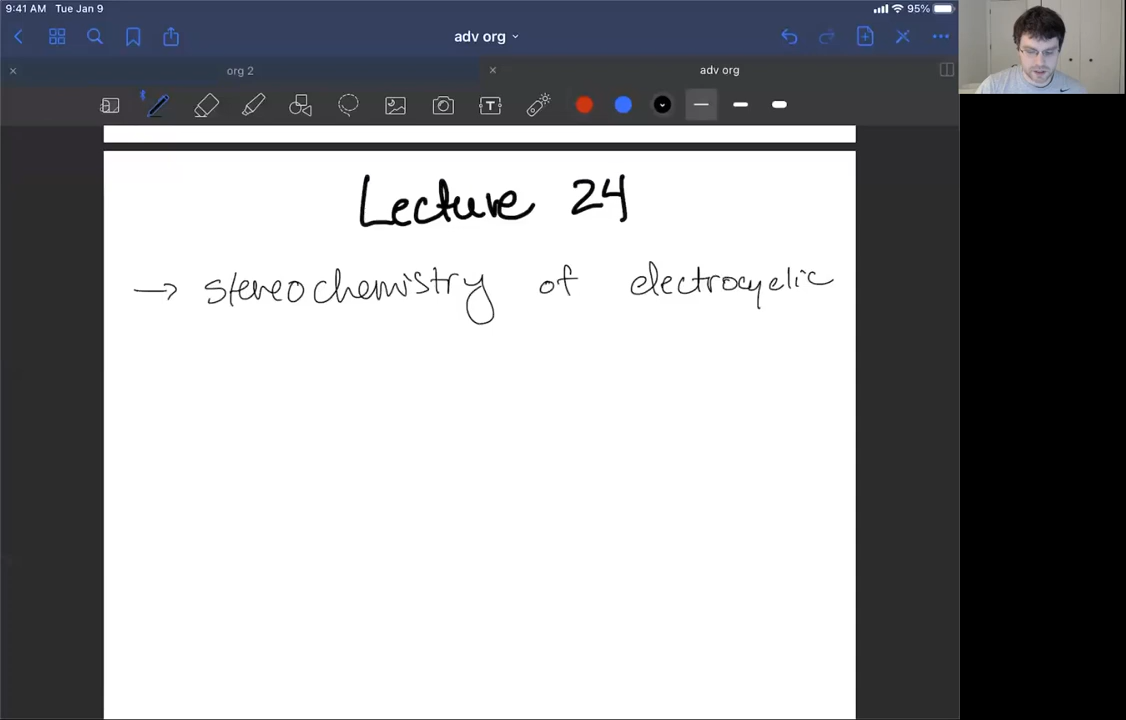 9:41 AM Tue Jan 9 95%
adv org
org 2 adv org
T
Lecture 24
→ stereochemistry of electrocyclic